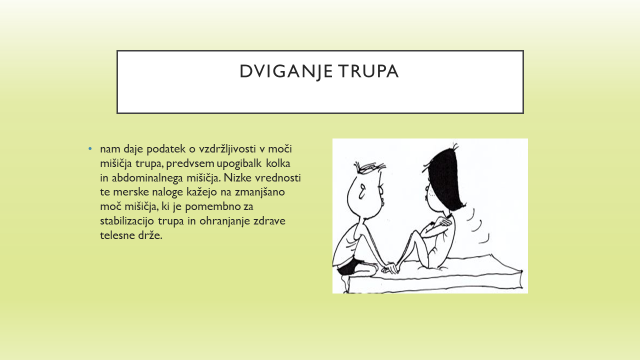 DVIGANJE TRUPA
• nam daje podatek o vzdržljivosti v moči
mišičja trupa, predvsem upogibalk kolka
in abdominalnega mišičja. Nizke vrednosti
te merske naloge kažejo na zmanjšano
moč mišičja, ki je pomembno za
stabilizacijo trupa in ohranjanje zdrave
telesne drže.